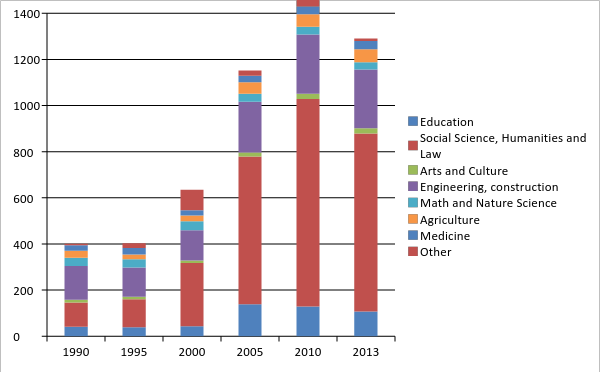 1400
1200
1000
800
600
400
200
0
1990 1995 2000 2005 2010 2013
Education
Social Science, Humanities and
Law
Arts and Culture
Engineering, construction
Math and Nature Science
Agriculture
Medicine
Other